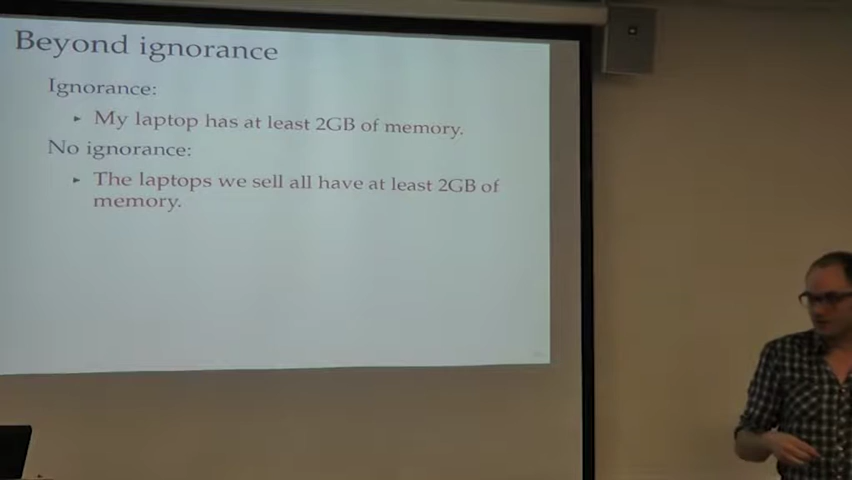 Beyond ignorance
Ignorance:
▸ My laptop has at least 2GB of memory.
No ignorance:
▸ The laptops we sell all have at least 2GB of
memory.